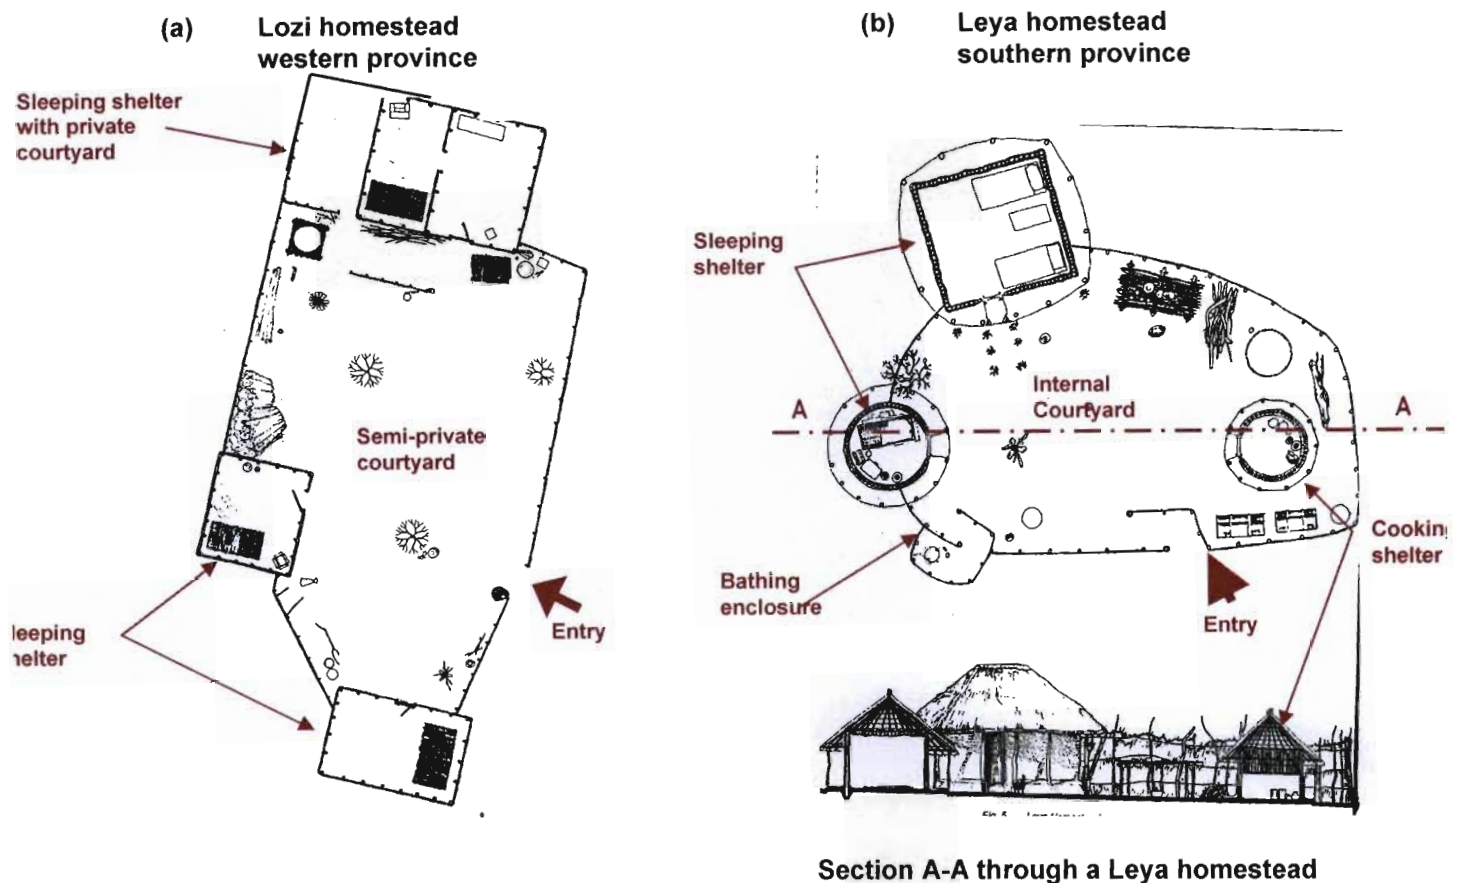 (a) Lozi homestead
western province
Sleeping shelter
with private
courtyard
Semi-private
courtyard
Entry
leeping
helter
(b) Leya homestead
southern province
Sleeping
shelter
A
Internal
Courtyard
A
Bathing
enclosure
Entry
Cookin
shelter
Section A-A through a Leya homestead